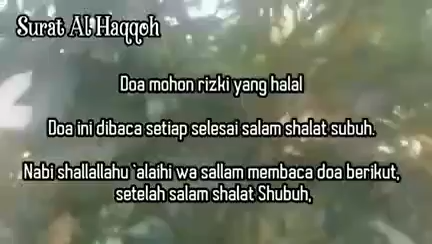 Surat Al Haqqoh
Doa mohon rizki yang halal
Doa ini dibaca setiap selesai salam shalat subuh.
Nabi shallallahu `alaihi wa sallam membaca doa berikut,
setelah salam shalat Shubuh,